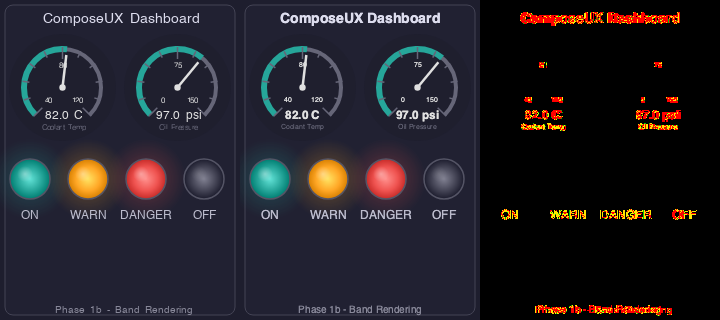 ComposeUX Dashboard
80
40 120
82.0 C
Coolant Temp
75
0 150
97.0 psi
Oil Pressure
ON WARN DANGER OFF
Phase 1b - Band Rendering
ComposeUX Dashboard
80
40 120
82.0 C
Coolant Temp
75
0 150
97.0 psi
Oil Pressure
ON WARN DANGER OFF
Phase 1b - Band Rendering
ComposeUX Dashboard
ON WARN DANGER OFF